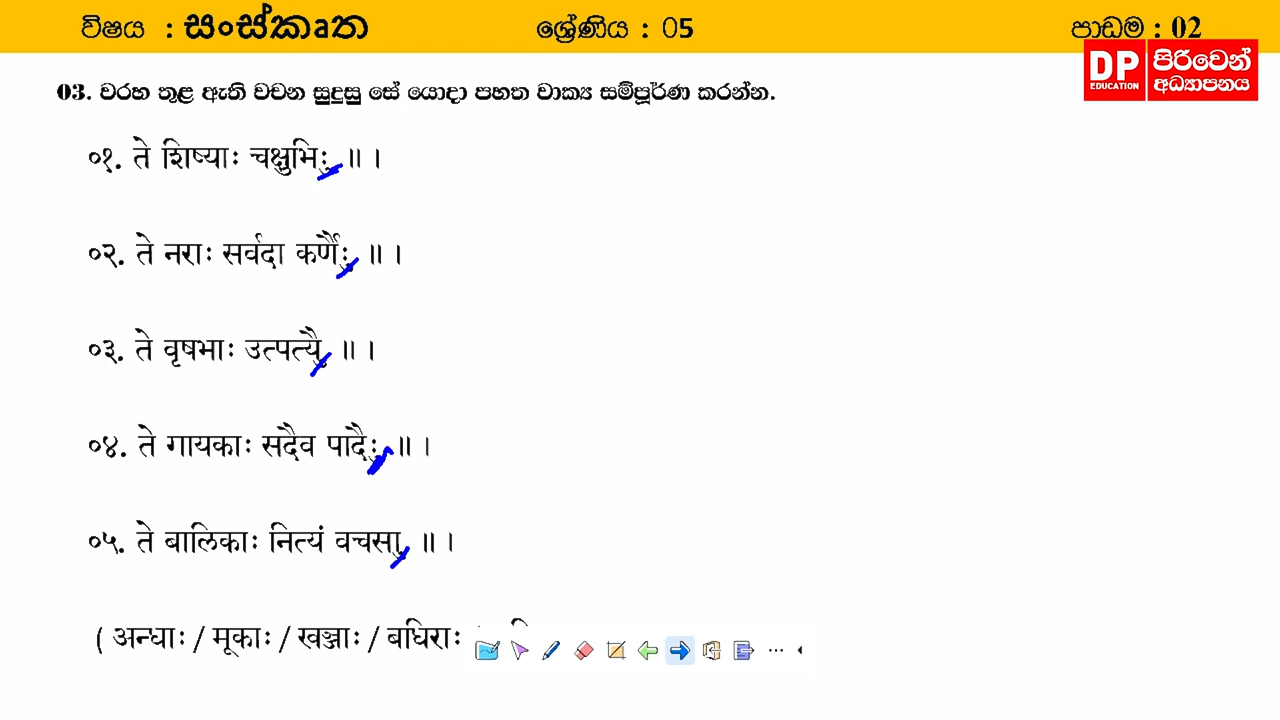 විෂය : සංස්කෘත ශ්‍රේණිය : 05 පාඩම : 02
DP EDUCATION පිරිවෙන් අධ්‍යාපනය
03. වරහ තුළ ඇති වචන සුදුසු සේ යොදා පහත වාක්‍ය සම්පූර්ණ කරන්න.
०१. ते शिष्याः चक्षुभिः ॥ ।
०२. ते नराः सर्वदा कर्णैः ॥ ।
०३. ते वृषभाः उत्पत्यै ॥ ।
०४. ते गायकाः सदैव पादैः ॥ ।
०५. ते बालिकाः नित्यं वचसा ॥ ।
( अन्धाः / मूकाः / खञ्जाः / बधिराः